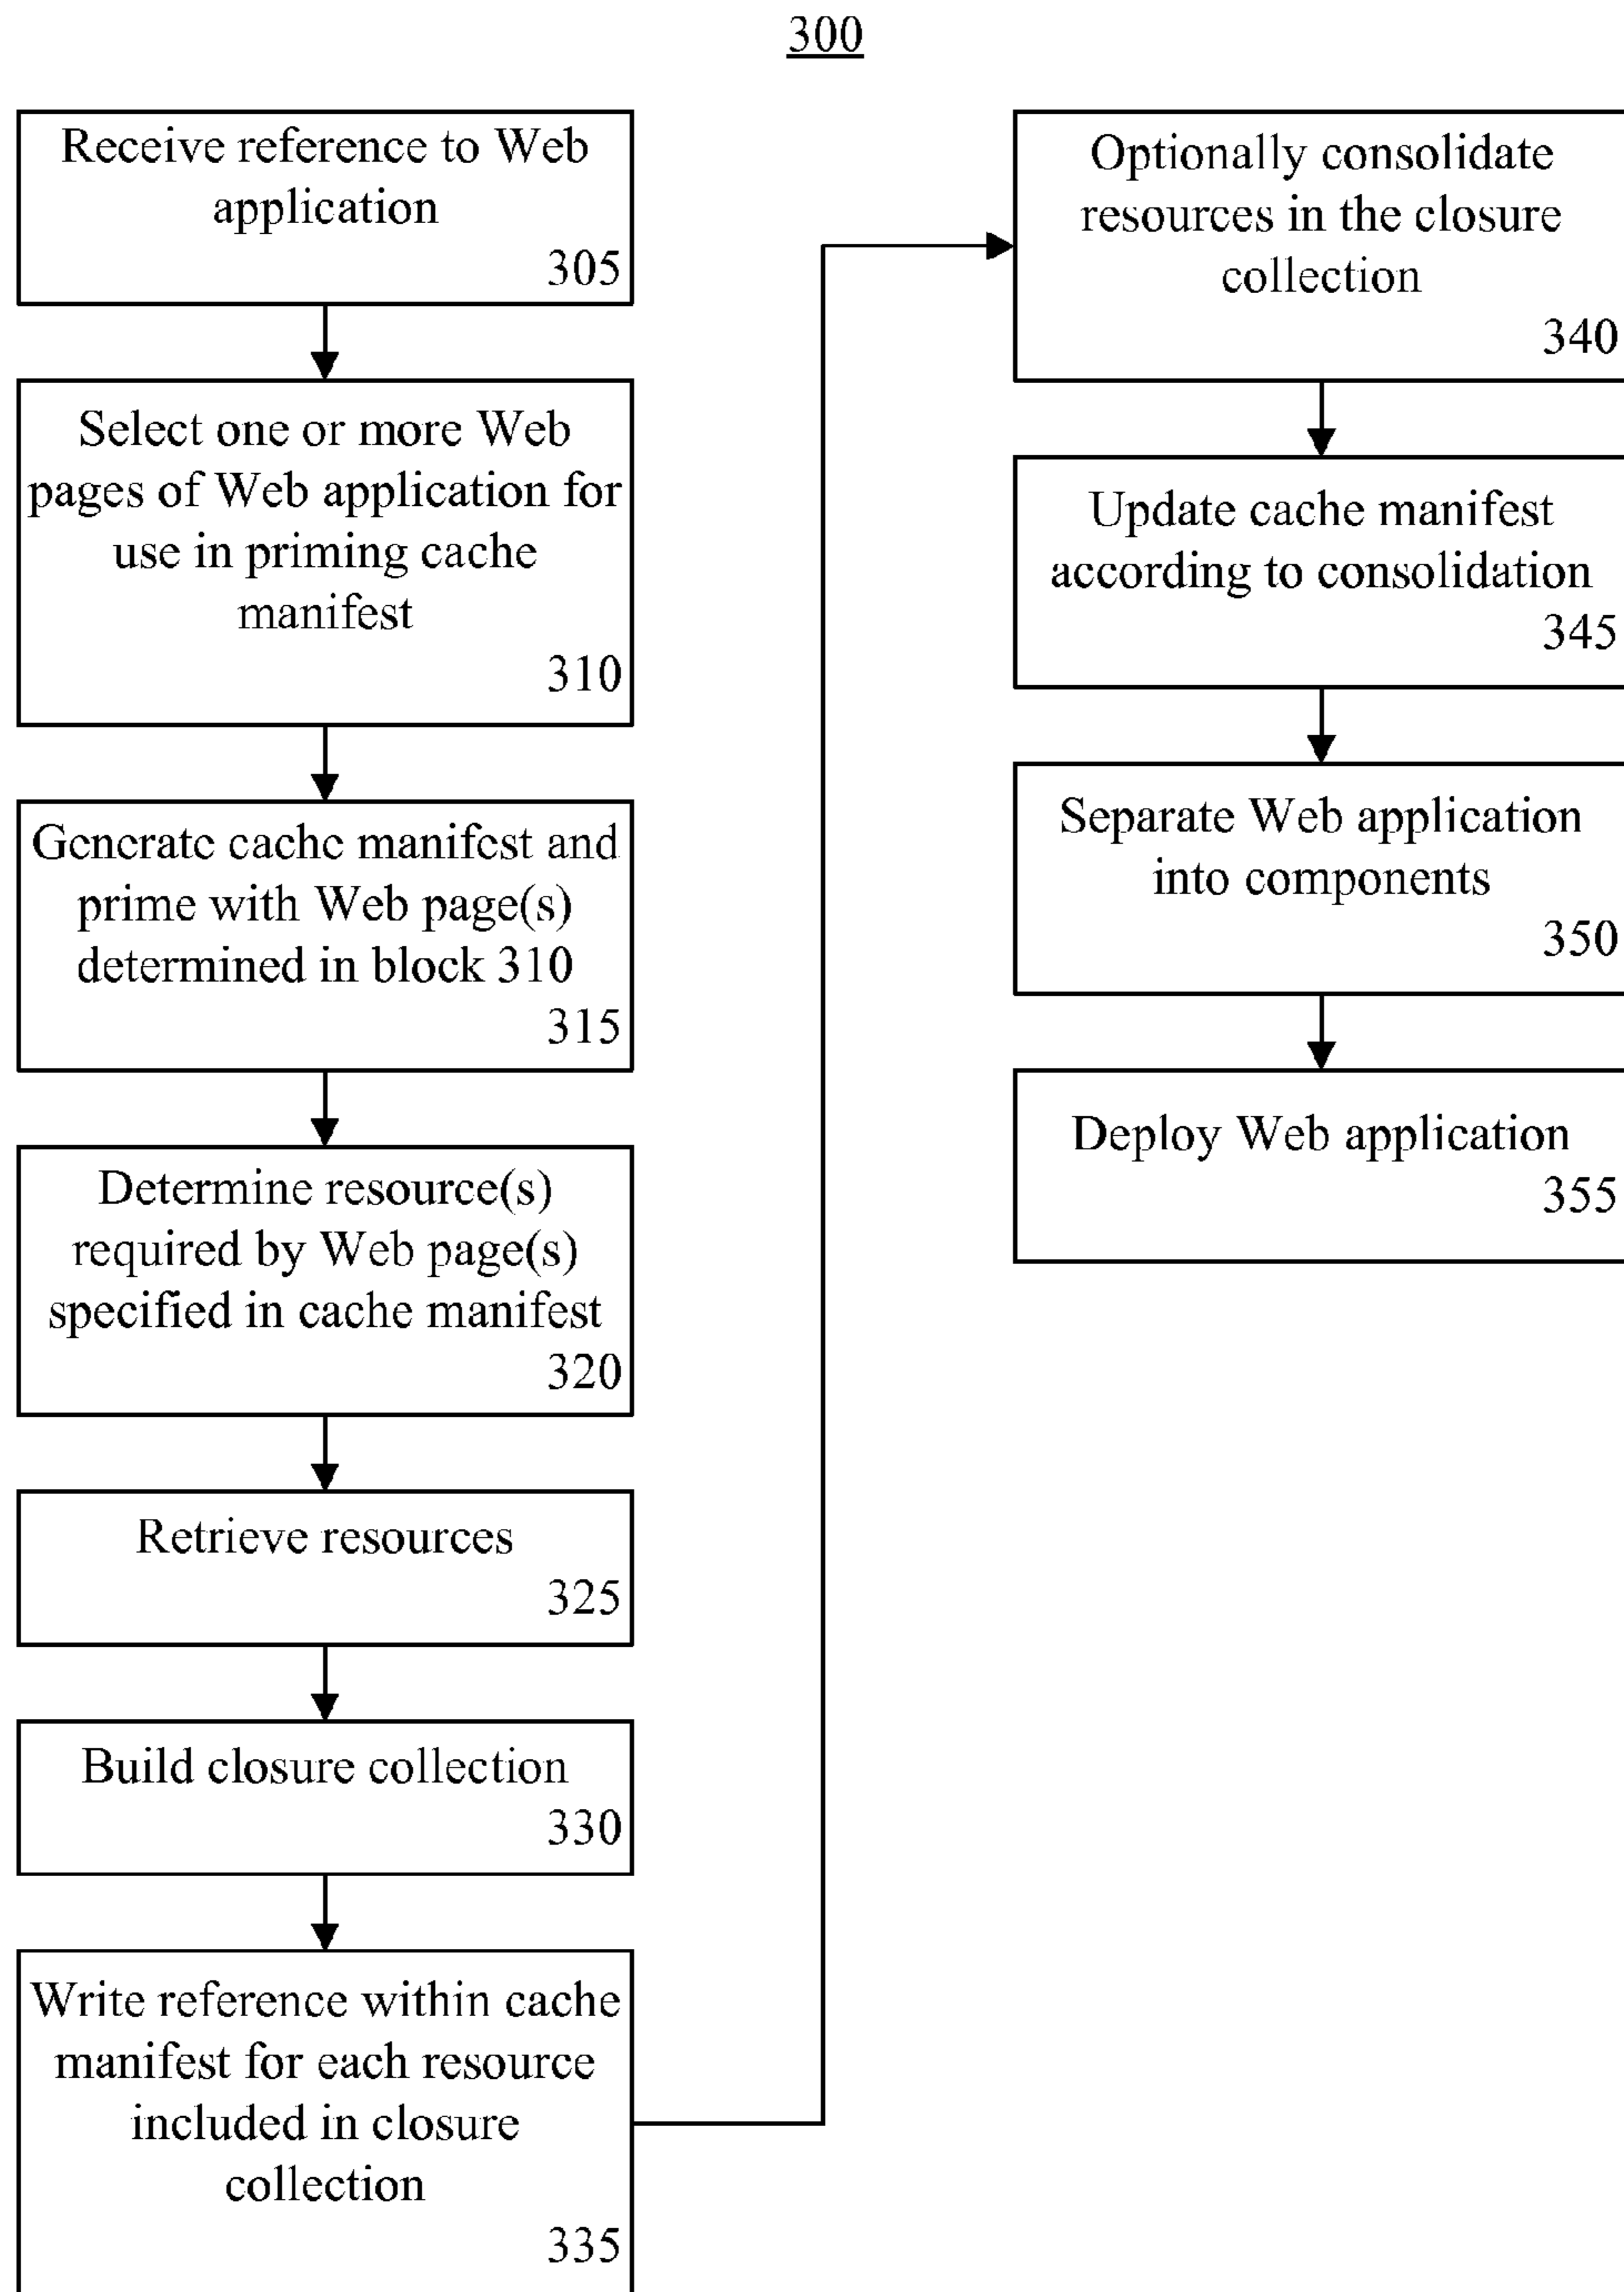 300
Receive reference to Web
application
305
Select one or more Web
pages of Web application for
use in priming cache
manifest
310
Generate cache manifest and
prime with Web page(s)
determined in block 310
315
Determine resource(s)
required by Web page(s)
specified in cache manifest
320
Retrieve resources
325
Build closure collection
330
Write reference within cache
manifest for each resource
included in closure
collection
335
Optionally consolidate
resources in the closure
collection
340
Update cache manifest
according to consolidation
345
Separate Web application
into components
350
Deploy Web application
355